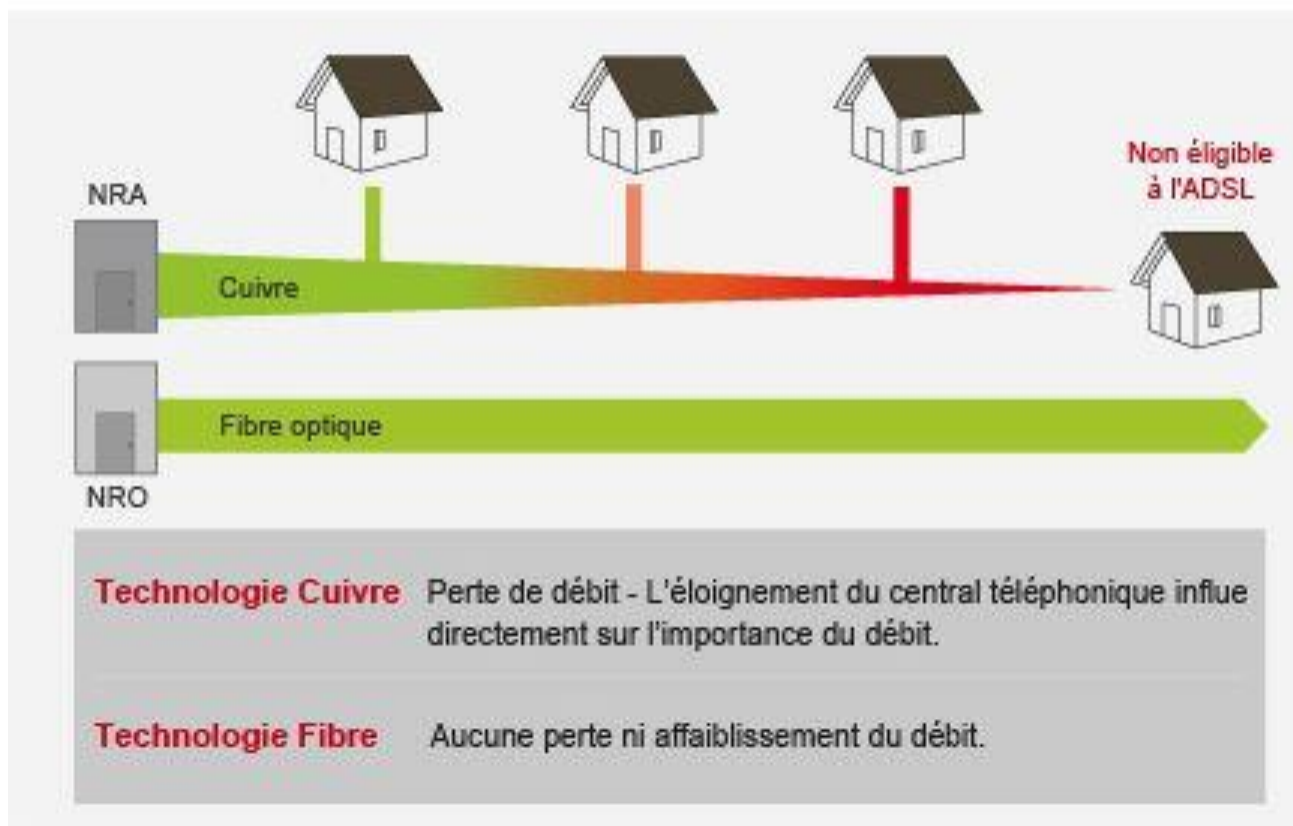 Non éligible
à l'ADSL
NRA
Cuivre
Fibre optique
NRO
Technologie Cuivre Perte de débit - L'éloignement du central téléphonique influe
directement sur l'importance du débit.
Technologie Fibre Aucune perte ni affaiblissement du débit.